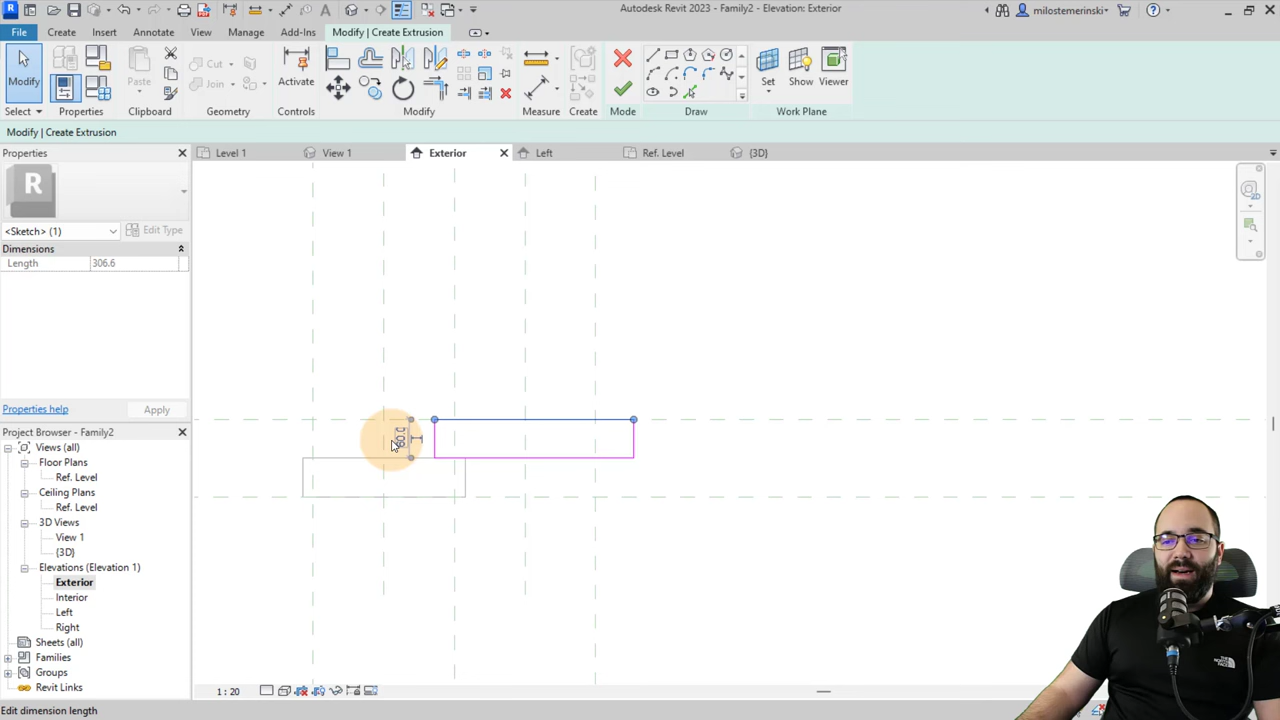 Autodesk Revit 2023 - Family2 - Elevation: Exterior
milostemerinski
File
Create
Insert
Annotate
View
Manage
Add-Ins
Modify | Create Extrusion
Modify
Cut
Join
Activate
Set
Show
Viewer
Select
Properties
Clipboard
Geometry
Controls
Modify
Measure
Create
Mode
Draw
Work Plane
Modify | Create Extrusion
Properties
Level 1
View 1
Exterior
Left
Ref. Level
{3D}
R
<Sketch> (1)
Edit Type
Dimensions
Length
306.6
Properties help
Apply
Project Browser - Family2
Views (all)
Floor Plans
Ref. Level
Ceiling Plans
Ref. Level
3D Views
View 1
{3D}
Elevations (Elevation 1)
Exterior
Interior
Left
Right
Sheets (all)
Families
Groups
Revit Links
1 : 20
Edit dimension length